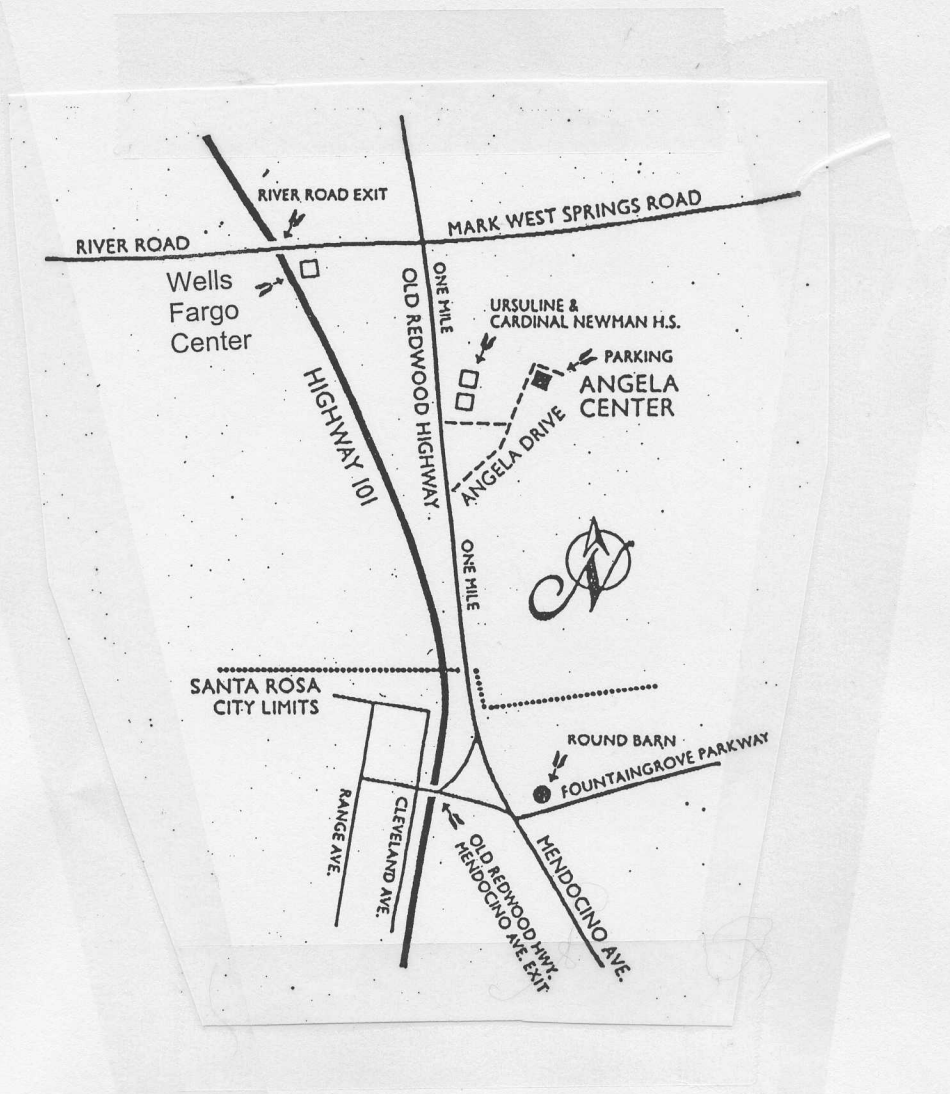 RIVER ROAD EXIT
MARK WEST SPRINGS ROAD
RIVER ROAD
Wells
Fargo
Center
ONE MILE
OLD REDWOOD HIGHWAY
URSULINE &
CARDINAL NEWMAN H.S.
PARKING
ANGELA
CENTER
HIGHWAY 101
ANGELA DRIVE
ONE MILE
N
SANTA ROSA
CITY LIMITS
ROUND BARN
FOUNTAINGROVE PARKWAY
RANGE AVE.
CLEVELAND AVE.
OLD REDWOOD HWY.
MENDOCINO AVE. EXIT
MENDOCINO AVE.